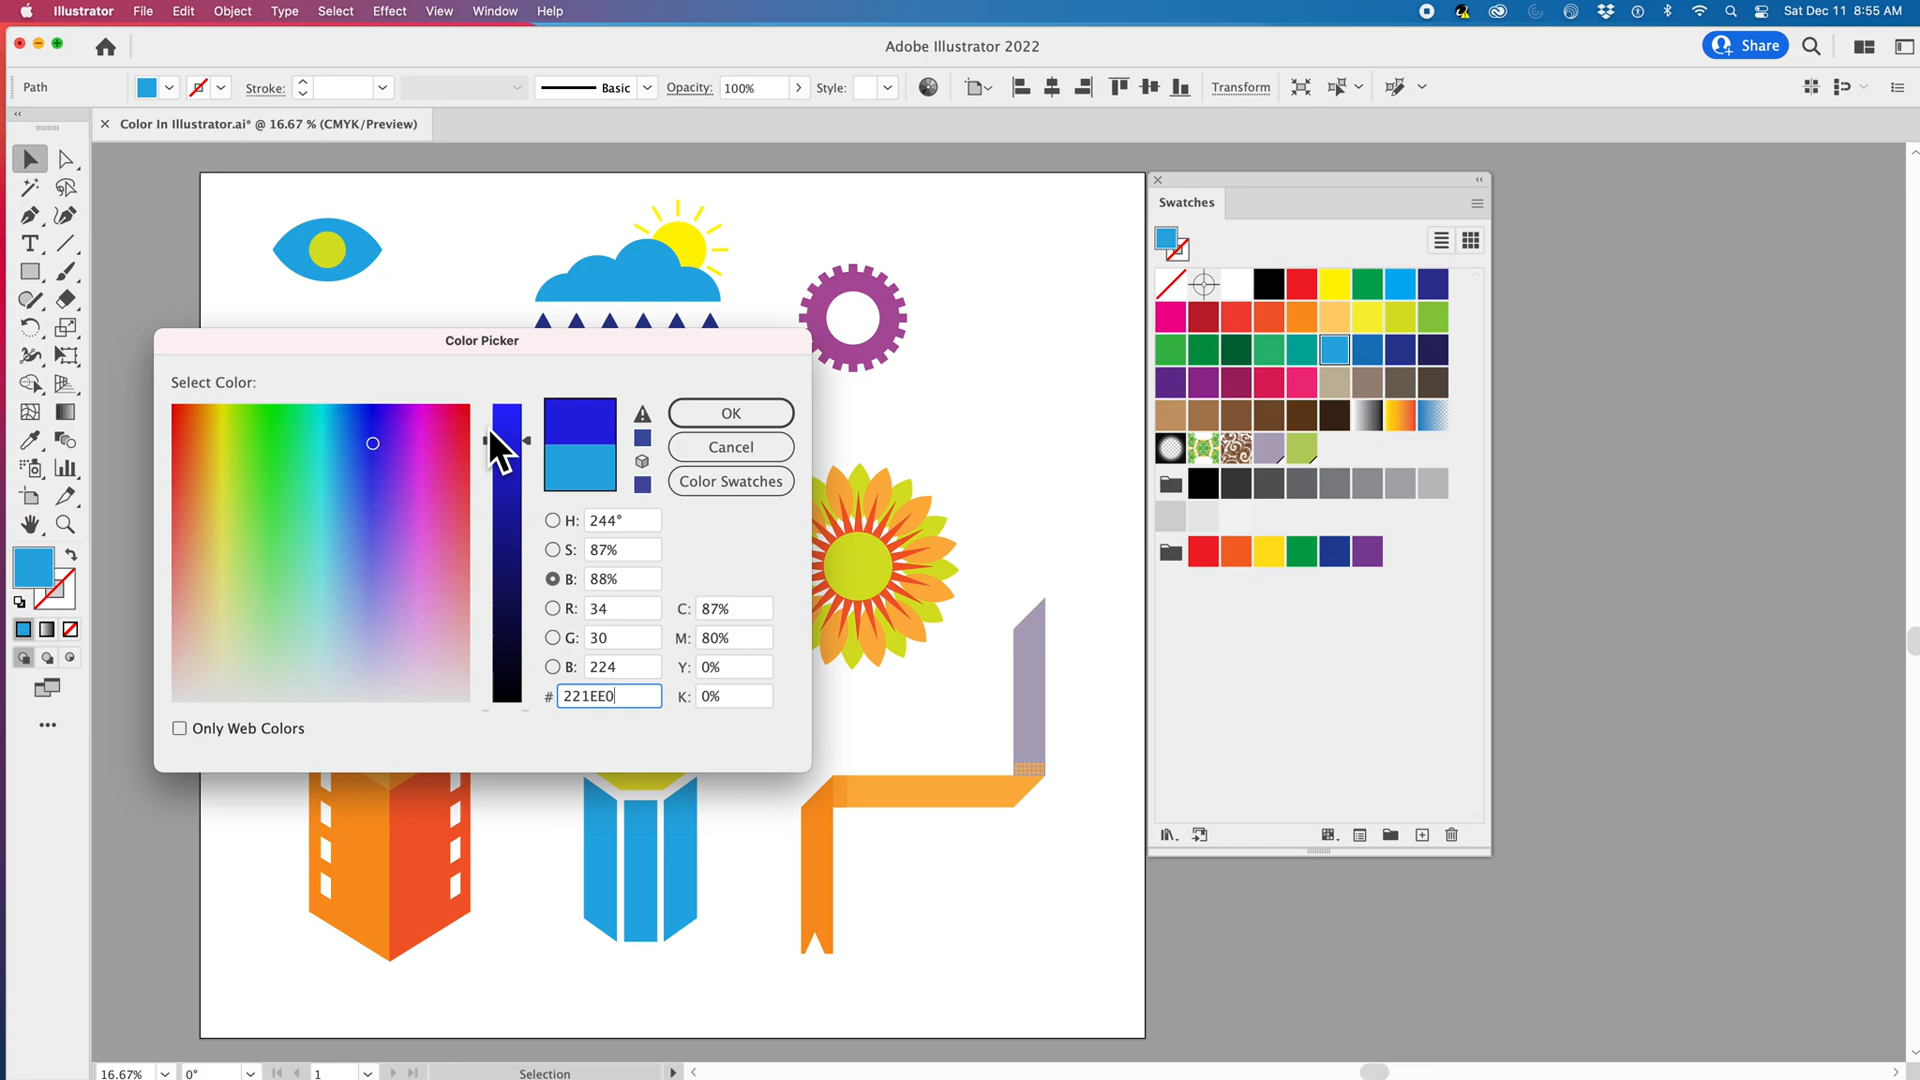 Illustrator File Edit Object Type Select Effect View Window Help Sat Dec 11 8:55 AM
Adobe Illustrator 2022 Share
Path Stroke: Basic Opacity: 100% Style: Transform
Color In Illustrator.ai* @ 16.67 % (CMYK/Preview)
Swatches
Color Picker
Select Color:
OK
Cancel
Color Swatches
H: 244°
S: 87%
B: 88%
R: 34 C: 87%
G: 30 M: 80%
B: 224 Y: 0%
# 221EE0 K: 0%
Only Web Colors
16.67% 0° 1 Selection